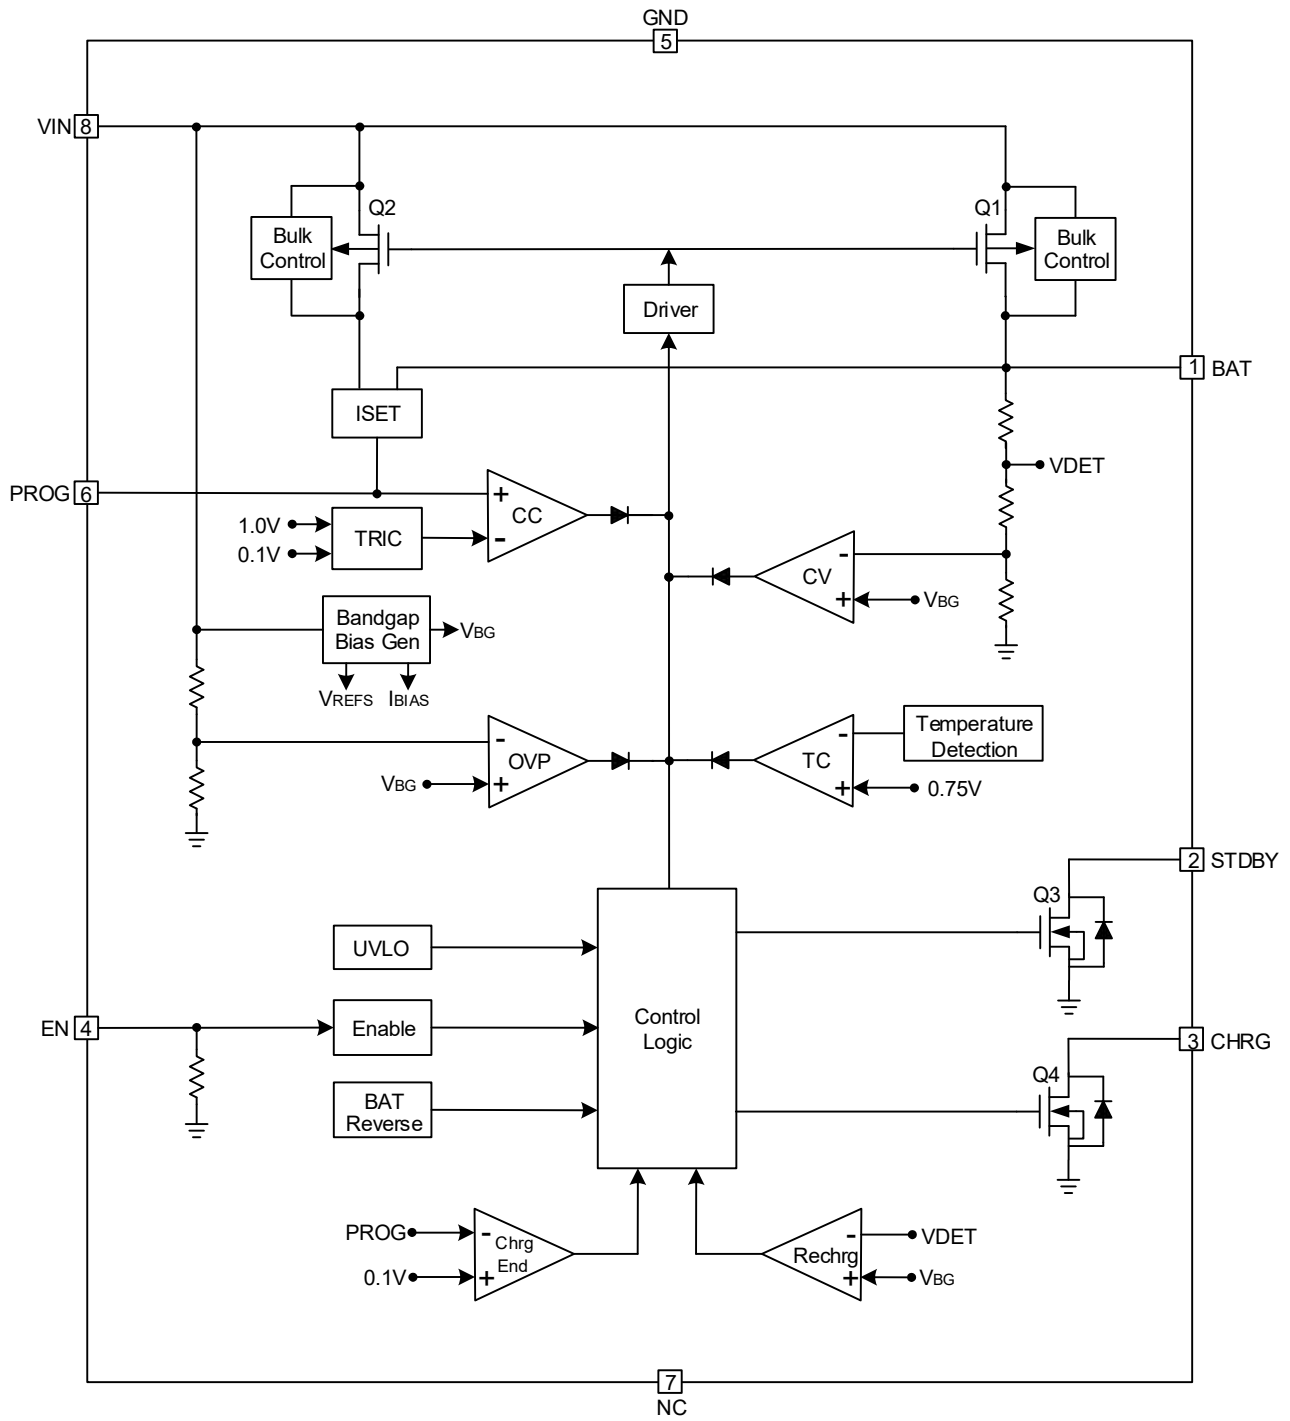 GND
5
VIN 8
Q2
Q1
Bulk
Control
Bulk
Control
Driver
1 BAT
ISET
VDET
PROG 6
+
CC
-
1.0V
0.1V
TRIC
-
CV
+
VBG
Bandgap
Bias Gen
VBG
VREFS IBIAS
-
OVP
+
VBG
-
TC
+
Temperature
Detection
0.75V
2 STDBY
Q3
UVLO
EN 4
Enable
Control
Logic
3 CHRG
Q4
BAT
Reverse
PROG
0.1V
-
Chrg
End
+
-
Rechrg
+
VDET
VBG
7
NC